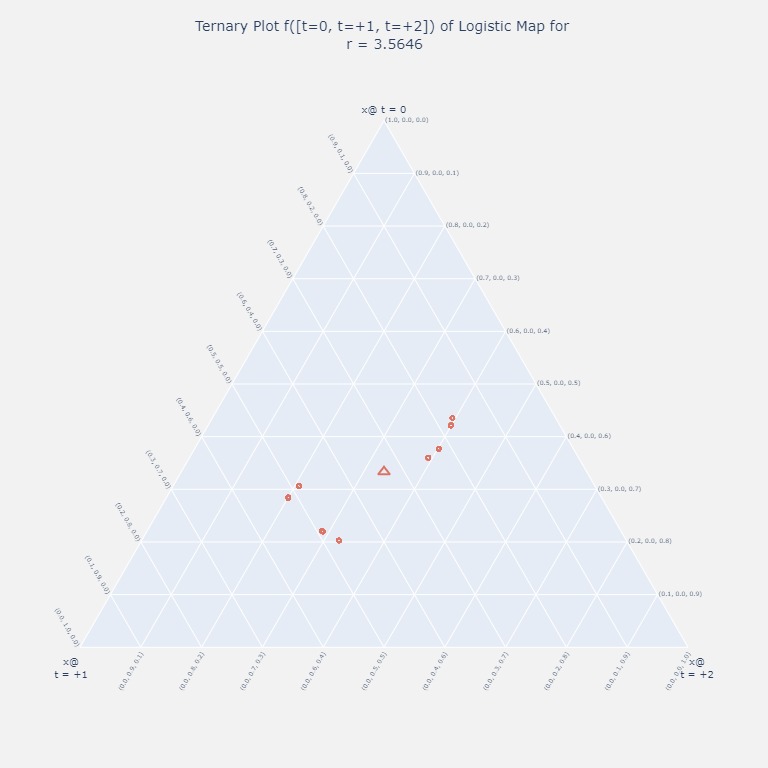 Ternary Plot f([t=0, t=+1, t=+2]) of Logistic Map for
r = 3.5646
x@ t = 0
(1.0, 0.0, 0.0)
(0.9, 0.1, 0.0)
(0.9, 0.0, 0.1)
(0.8, 0.2, 0.0)
(0.8, 0.0, 0.2)
(0.7, 0.3, 0.0)
(0.7, 0.0, 0.3)
(0.6, 0.4, 0.0)
(0.6, 0.0, 0.4)
(0.5, 0.5, 0.0)
(0.5, 0.0, 0.5)
(0.4, 0.6, 0.0)
(0.4, 0.0, 0.6)
(0.3, 0.7, 0.0)
(0.3, 0.0, 0.7)
(0.2, 0.8, 0.0)
(0.2, 0.0, 0.8)
(0.1, 0.9, 0.0)
(0.1, 0.0, 0.9)
(0.0, 1.0, 0.0)
x@
t = +1
(0.0, 0.9, 0.1)
(0.0, 0.8, 0.2)
(0.0, 0.7, 0.3)
(0.0, 0.6, 0.4)
(0.0, 0.5, 0.5)
(0.0, 0.4, 0.6)
(0.0, 0.3, 0.7)
(0.0, 0.2, 0.8)
(0.0, 0.1, 0.9)
(0.0, 0.0, 1.0)
x@
t = +2